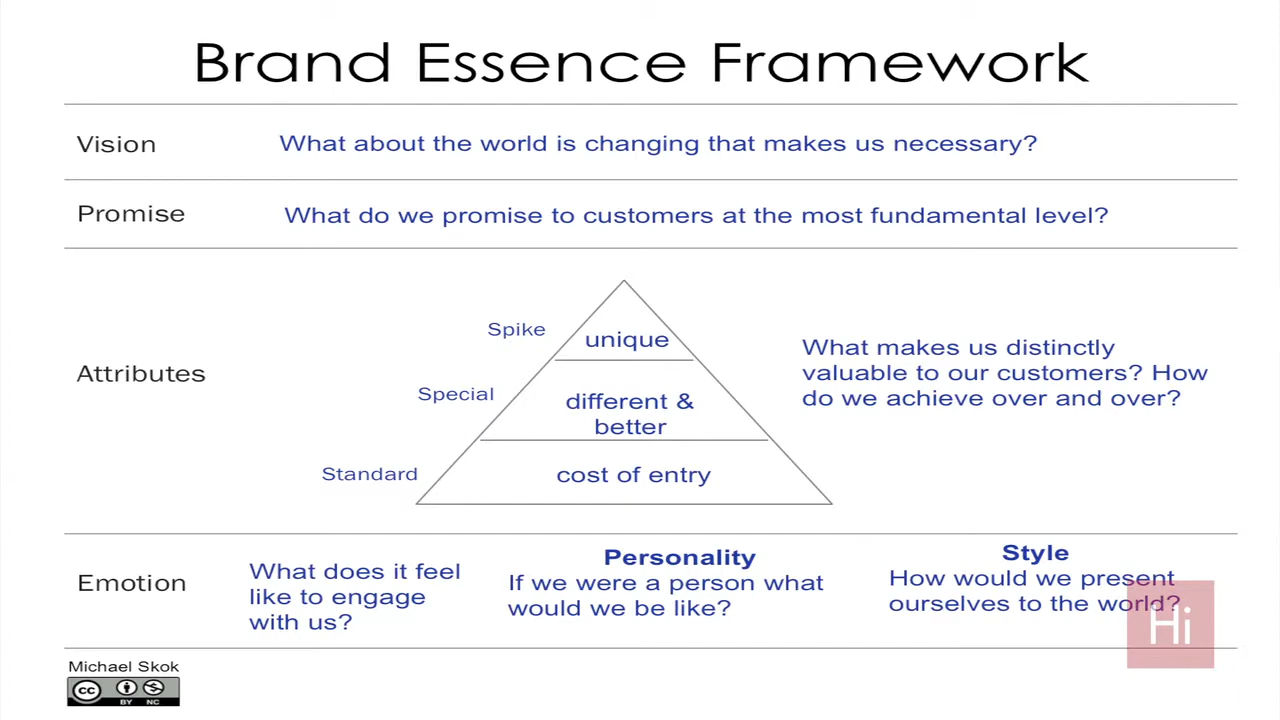 Brand Essence Framework
Vision
What about the world is changing that makes us necessary?
Promise
What do we promise to customers at the most fundamental level?
Attributes
Spike
unique
Special
different &
better
Standard
cost of entry
What makes us distinctly
valuable to our customers? How
do we achieve over and over?
Emotion
What does it feel
like to engage
with us?
Personality
If we were a person what
would we be like?
Style
How would we present
ourselves to the world?
Hi
Michael Skok
cc
BY NC